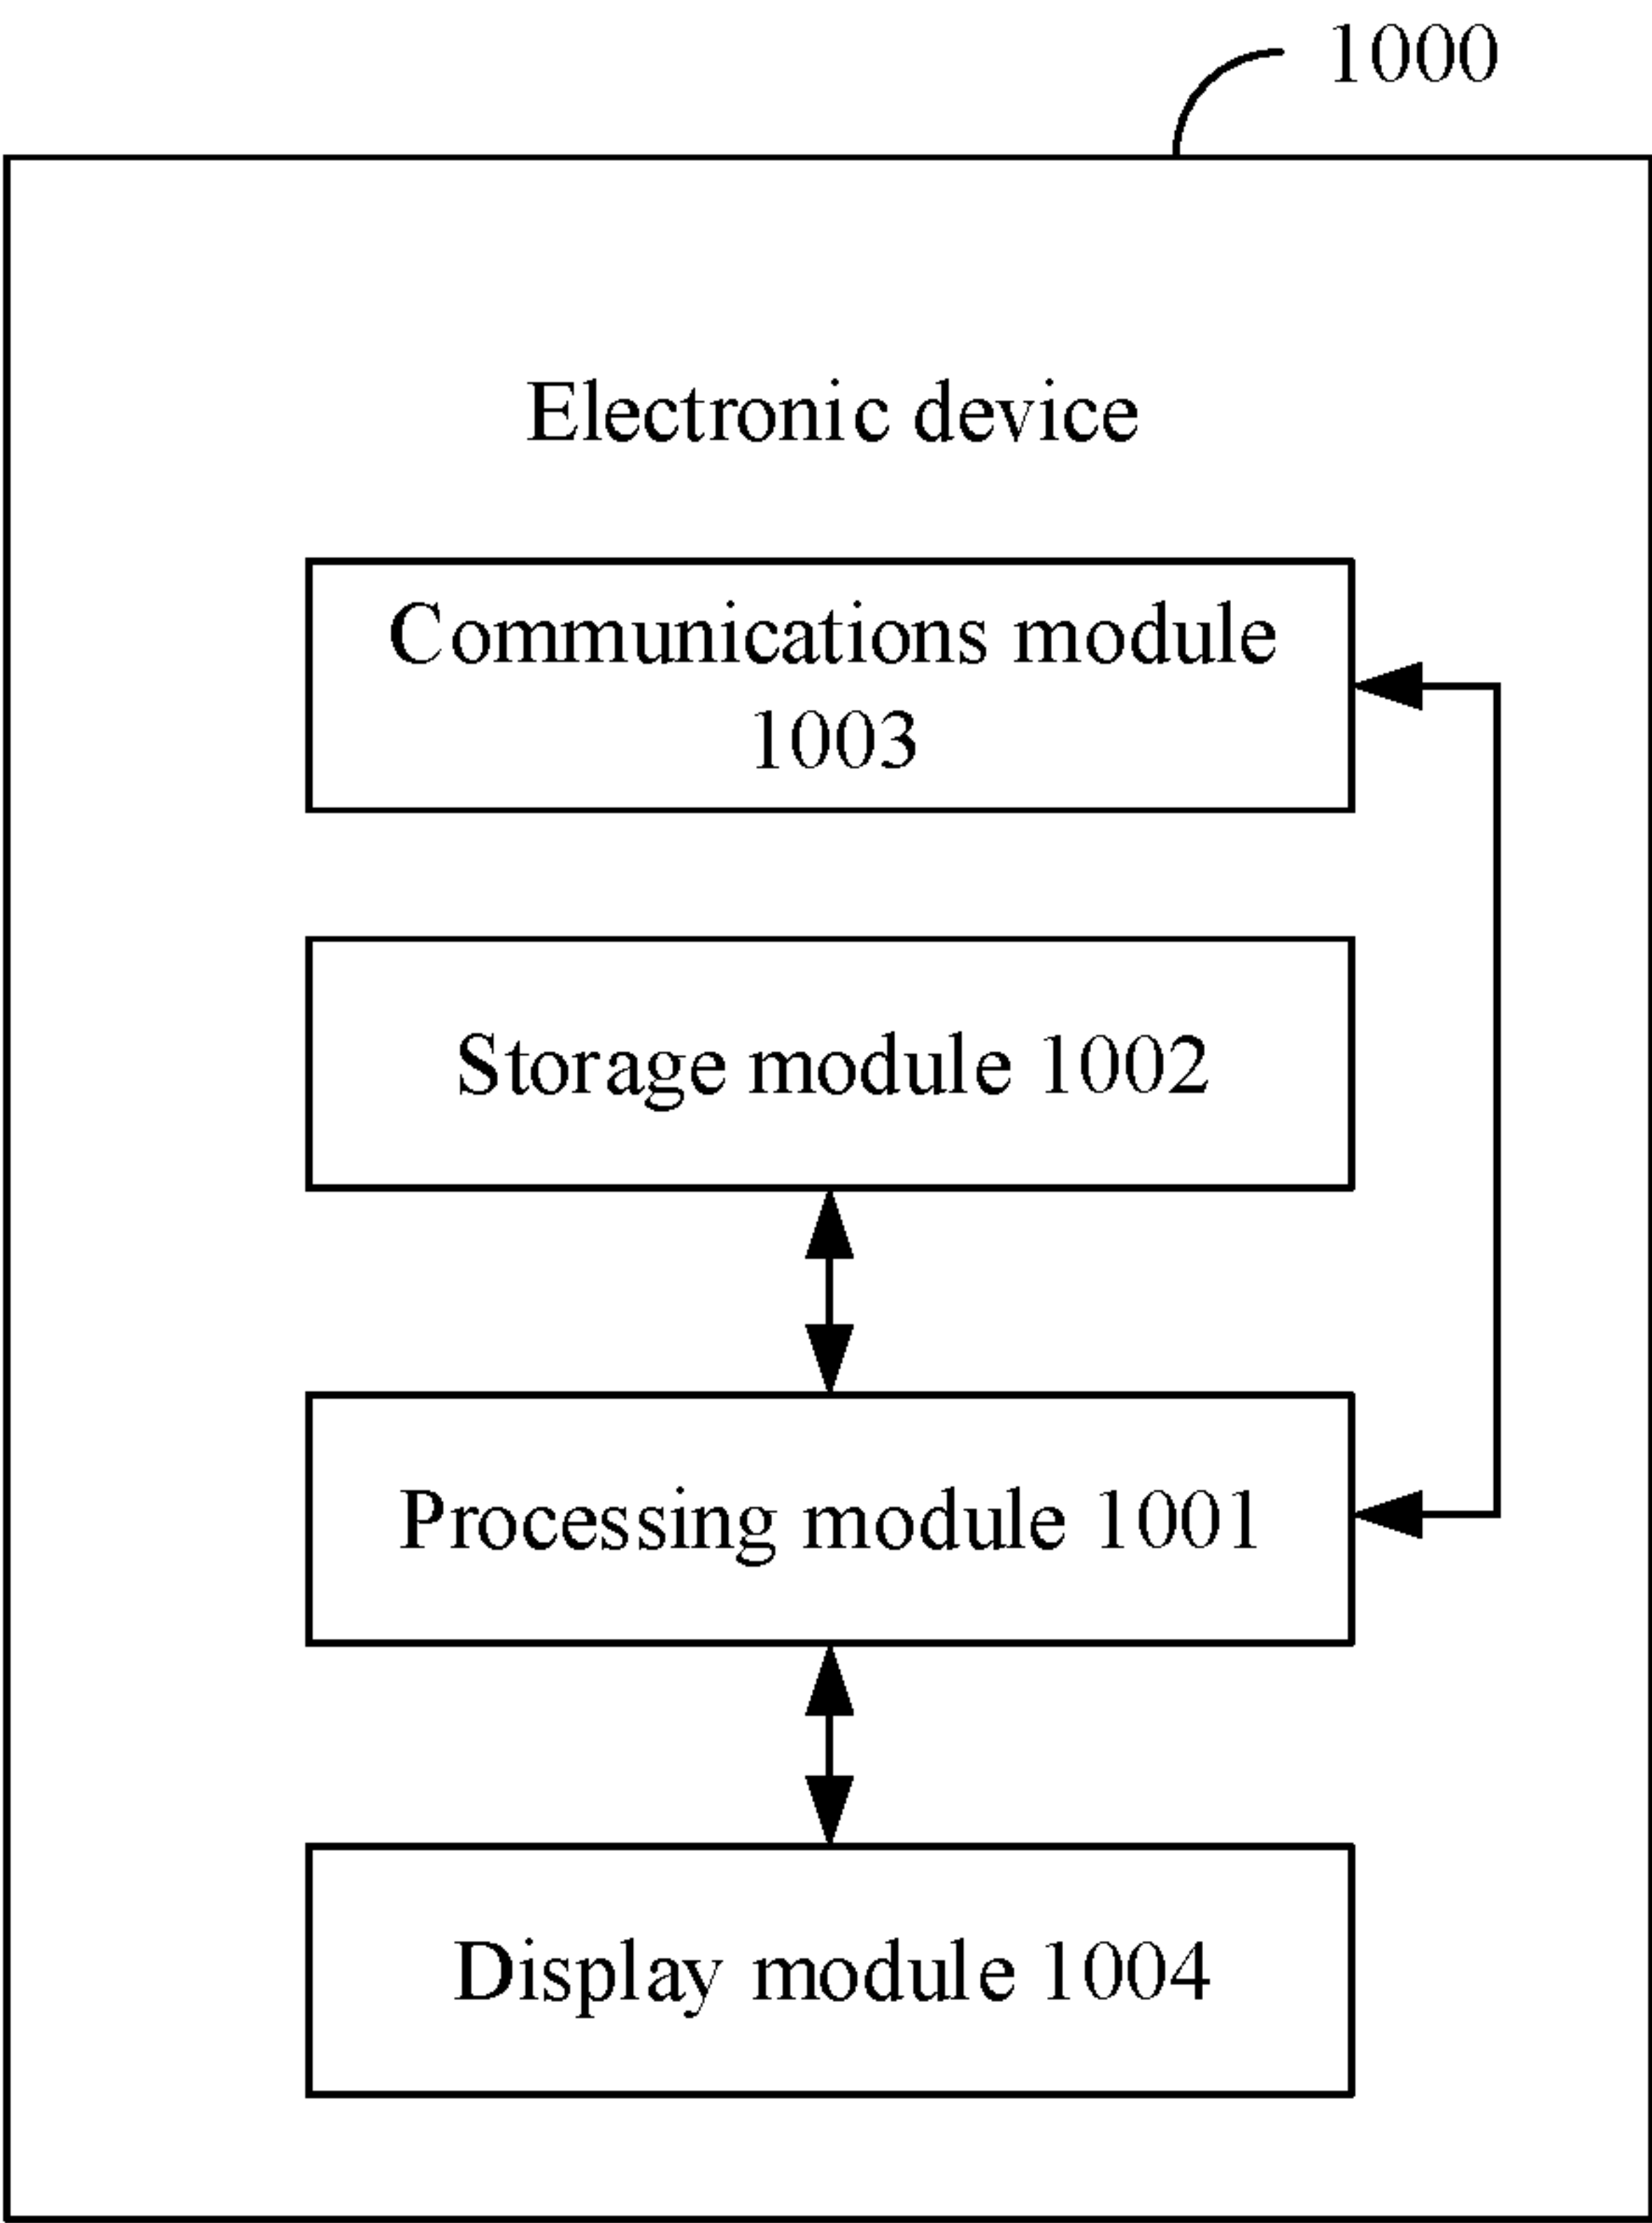 1000
Electronic device
Communications module
1003
Storage module 1002
Processing module 1001
Display module 1004